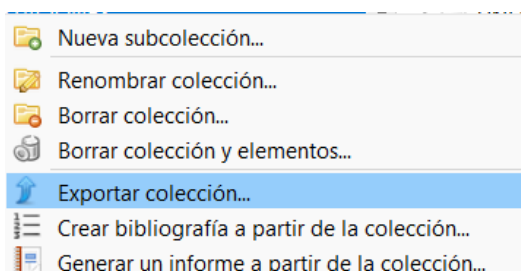 Nueva subcolección...
Renombrar colección...
Borrar colección...
Borrar colección y elementos...
Exportar colección...
Crear bibliografía a partir de la colección...
Generar un informe a partir de la colección...